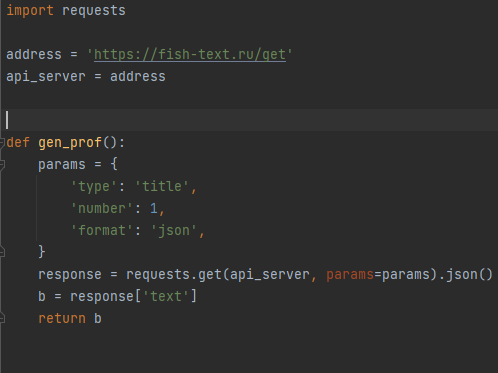 import requests
address = 'https://fish-text.ru/get'
api_server = address
def gen_prof():
    params = {
        'type': 'title',
        'number': 1,
        'format': 'json',
    }
    response = requests.get(api_server, params=params).json()
    b = response['text']
    return b